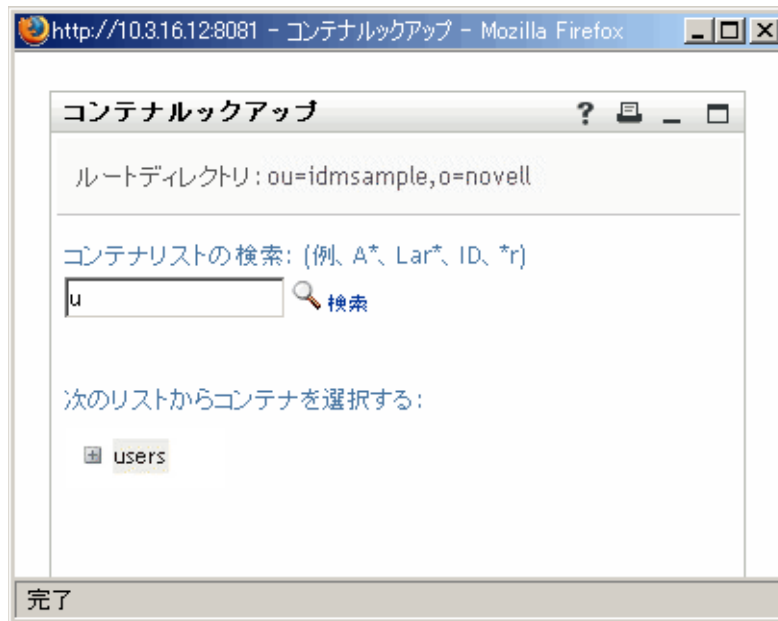 http://10.3.16.12:8081 - コンテナルックアップ - Mozilla Firefox
コンテナルックアップ
ルートディレクトリ: ou=idmsample,o=novell
コンテナリストの検索: (例、A*、Lar*、ID、*r)
u 検索
次のリストからコンテナを選択する:
users
完了